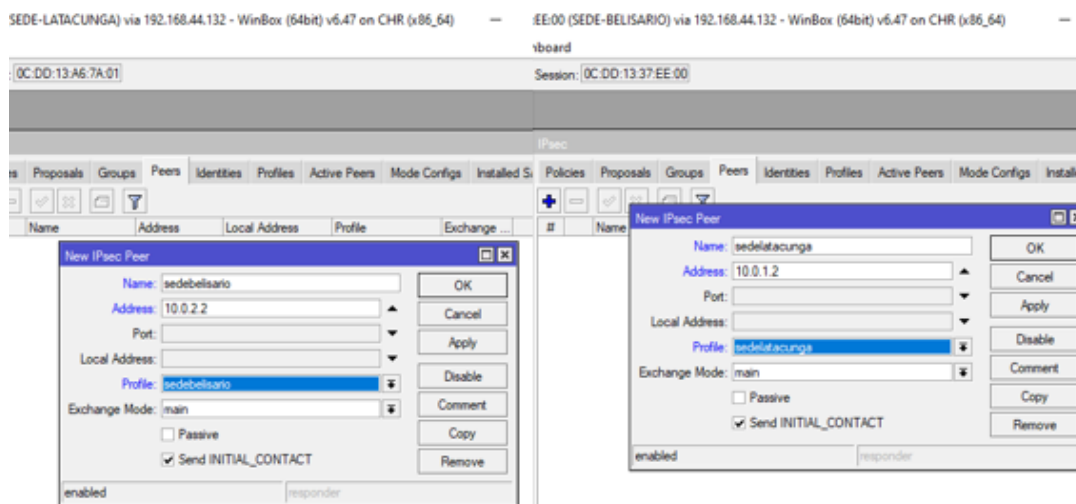 SEDE-LATACUNGA) via 192.168.44.132 - WinBox (64bit) v6.47 on CHR (x86_64)
: 0C:DD:13:A6:7A:01
Proposals Groups Peers Identities Profiles Active Peers Mode Configs Installed S
Name Address Local Address Profile Exchange ...
New IPsec Peer
Name: sedebelisario
OK
Address: 10.0.2.2
Cancel
Port:
Apply
Local Address:
Profile: sedebelisario
Disable
Exchange Mode: main
Comment
Passive
Copy
Send INITIAL_CONTACT
Remove
enabled
responder
:EE:00 (SEDE-BELISARIO) via 192.168.44.132 - WinBox (64bit) v6.47 on CHR (x86_64)
hboard
Session: 0C:DD:13:37:EE:00
IPsec
Policies Proposals Groups Peers Identities Profiles Active Peers Mode Configs Install
# Name
New IPsec Peer
Name: sedelatacunga
OK
Address: 10.0.1.2
Cancel
Port:
Apply
Local Address:
Profile: sedelatacunga
Disable
Exchange Mode: main
Comment
Passive
Copy
Send INITIAL_CONTACT
Remove
enabled
responder